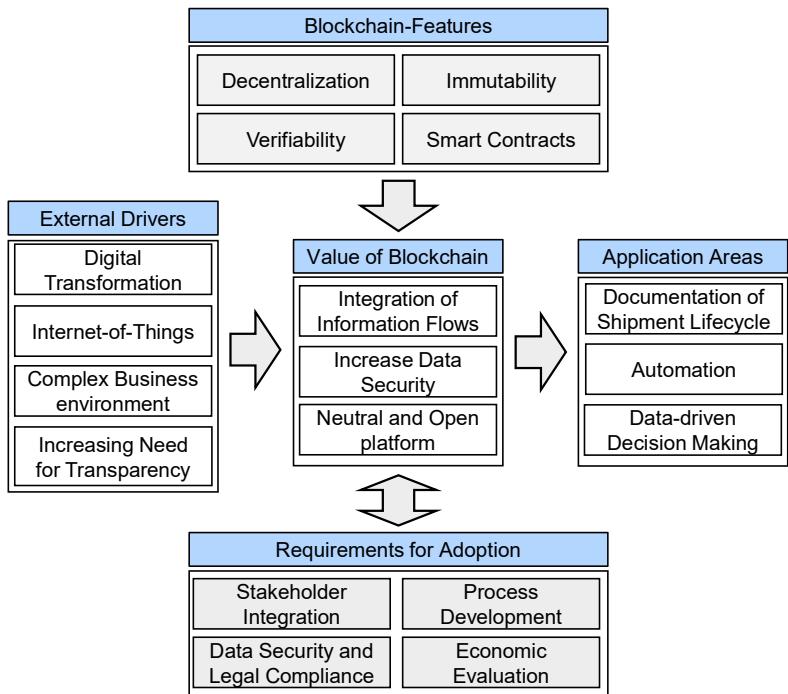 Blockchain-Features
Decentralization
Immutability
Verifiability
Smart Contracts
External Drivers
Digital
Transformation
Internet-of-Things
Complex Business
environment
Increasing Need
for Transparency
Value of Blockchain
Integration of
Information Flows
Increase Data
Security
Neutral and Open
platform
Application Areas
Documentation of
Shipment Lifecycle
Automation
Data-driven
Decision Making
Requirements for Adoption
Stakeholder
Integration
Process
Development
Data Security and
Legal Compliance
Economic
Evaluation